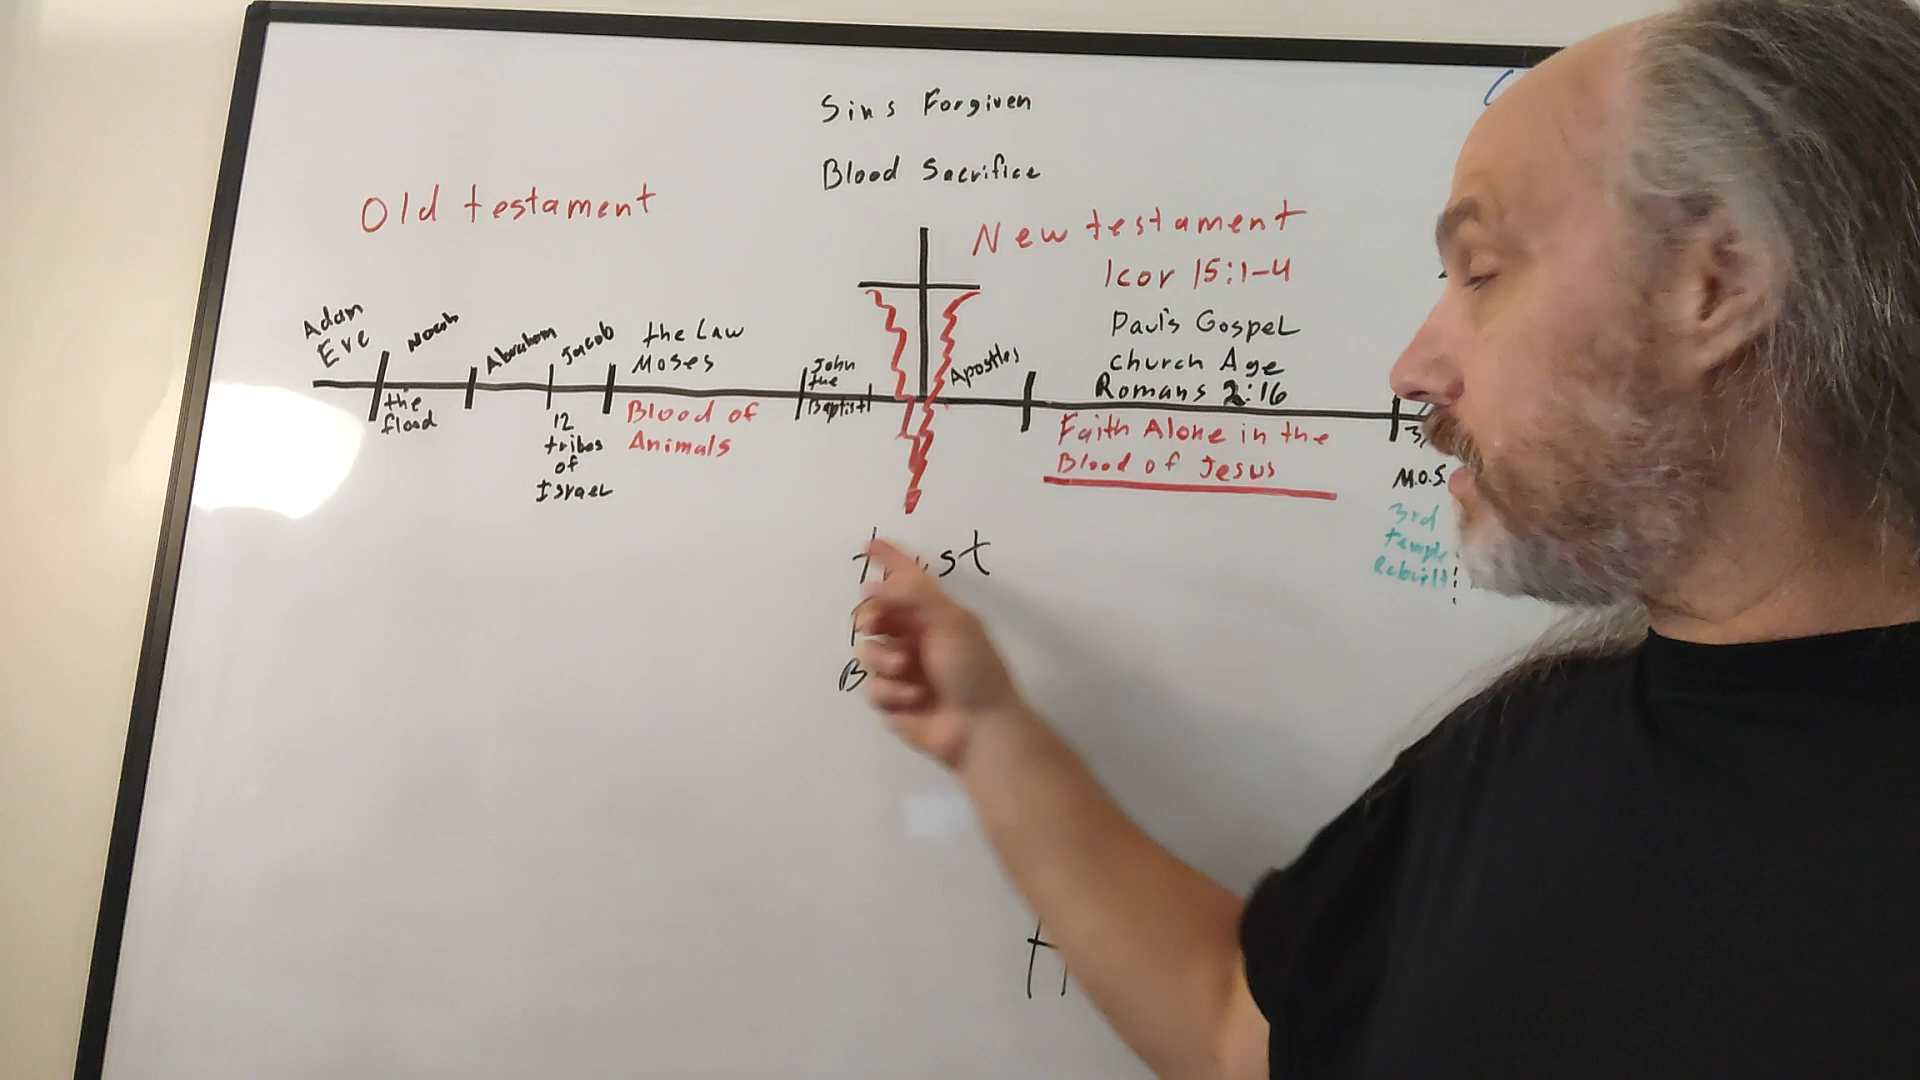 Sins Forgiven
Blood Sacrifice
Old testament
New testament
1cor 15:1-4
Paul's Gospel
Church Age
Romans 2:16
Adam
Eve
Noah
the
flood
Abraham
Jacob
12
tribes
of
Israel
the Law
Moses
Blood of
Animals
John
the
Baptist
Apostles
Faith Alone in the
Blood of Jesus
M.O.S.
3rd
temple
Rebuilt